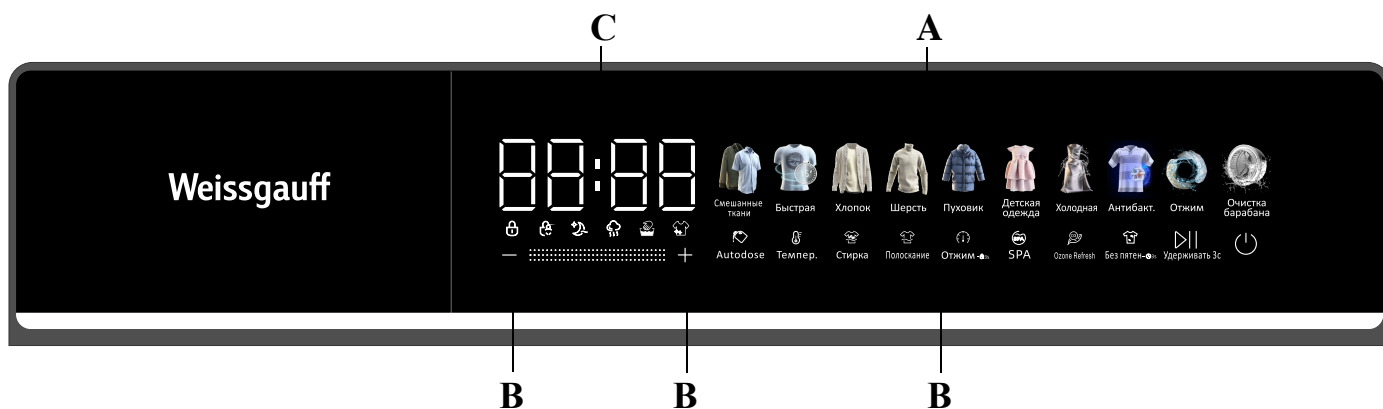 C
A
Weissgauff
88:88
Смешанные
ткани
Быстрая
Хлопок
Шерсть
Пуховик
Детская
одежда
Холодная
Антибакт.
Отжим
Очистка
барабана
Autodose
Темпер.
Стирка
Полоскание
Отжим
SPA
SPA
Ozone Refresh
Без пятен
Удерживать 3с
B
B
B